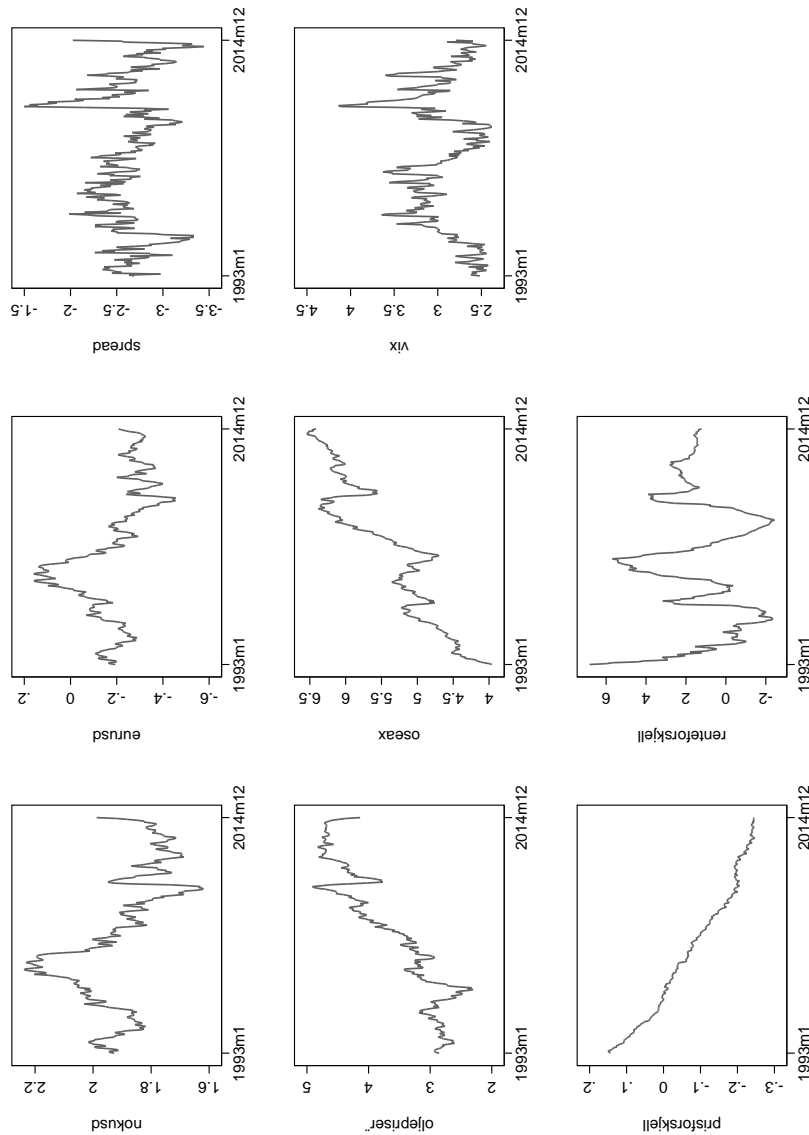 nokusd
2.2
2
1.8
1.6
1993m1
2014m12
eurusd
.2
0
-.2
-.4
-.6
1993m1
2014m12
spread
-1.5
-2
-2.5
-3
-3.5
1993m1
2014m12
oljepriser¨
5
4
3
2
1993m1
2014m12
oseax
6.5
6
5.5
5
4.5
4
1993m1
2014m12
vix
4.5
4
3.5
3
2.5
1993m1
2014m12
prisforskjell
.2
.1
0
-.1
-.2
-.3
1993m1
2014m12
renteforskjell
6
4
2
0
-2
1993m1
2014m12